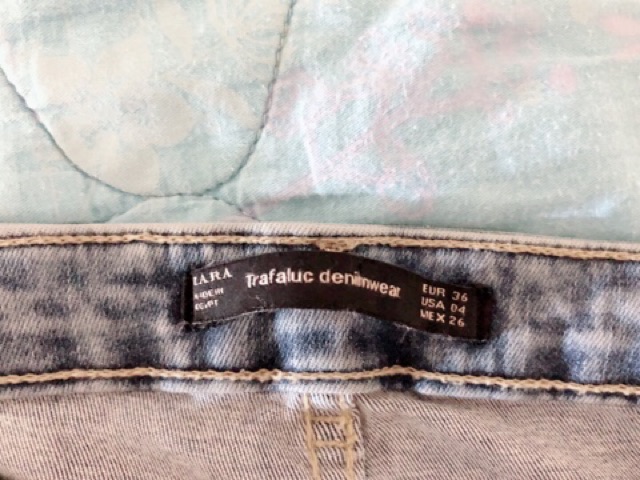 ZARA
MADE IN
EGYPT
Trafaluc denimwear
EUR 36
USA 04
MEX 26